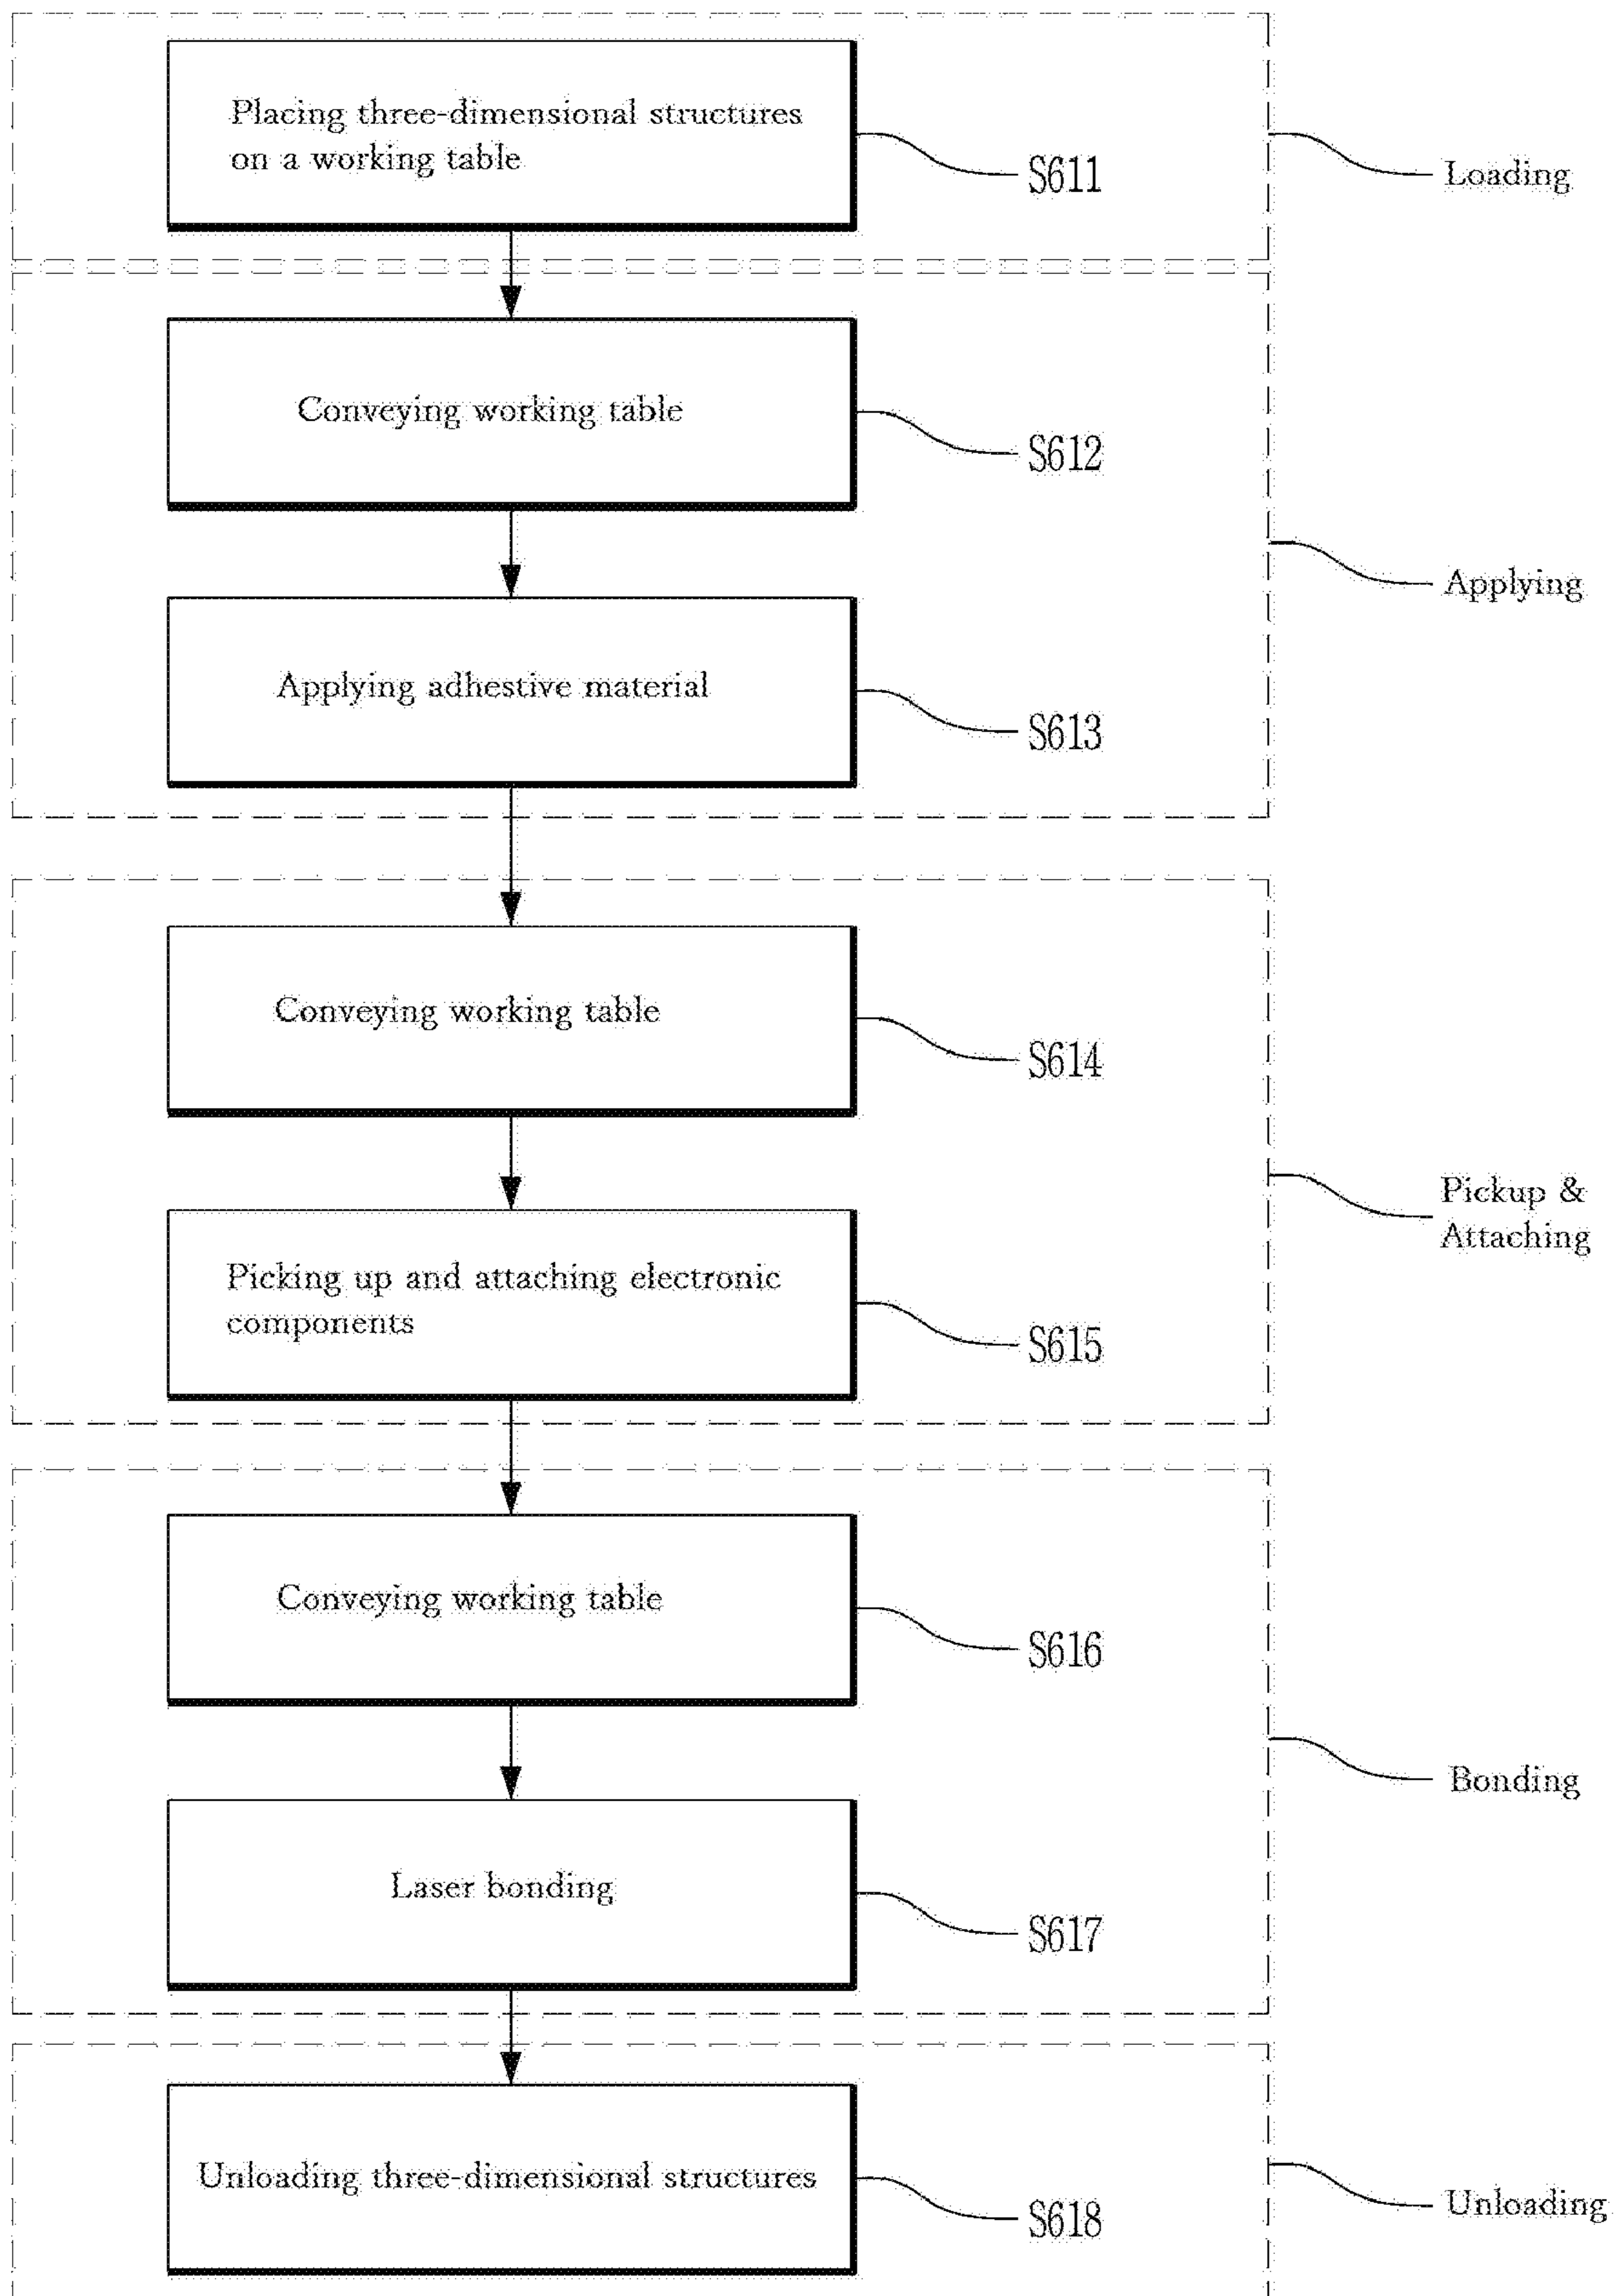 Placing three-dimensional structures
on a working table
S611
Loading
Conveying working table
S612
Applying
Applying adhestive material
S613
Conveying working table
S614
Pickup &
Attaching
Picking up and attaching electronic
components
S615
Conveying working table
S616
Bonding
Laser bonding
S617
Unloading three-dimensional structures
S618
Unloading